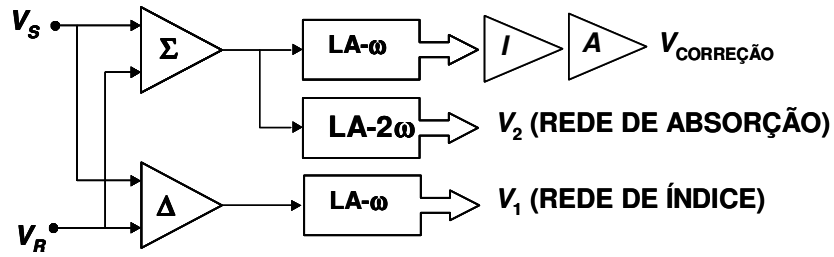 V_S
Σ
LA-ω
I
A
V_CORREÇÃO
LA-2ω
V_2 (REDE DE ABSORÇÃO)
Δ
LA-ω
V_1 (REDE DE ÍNDICE)
V_R